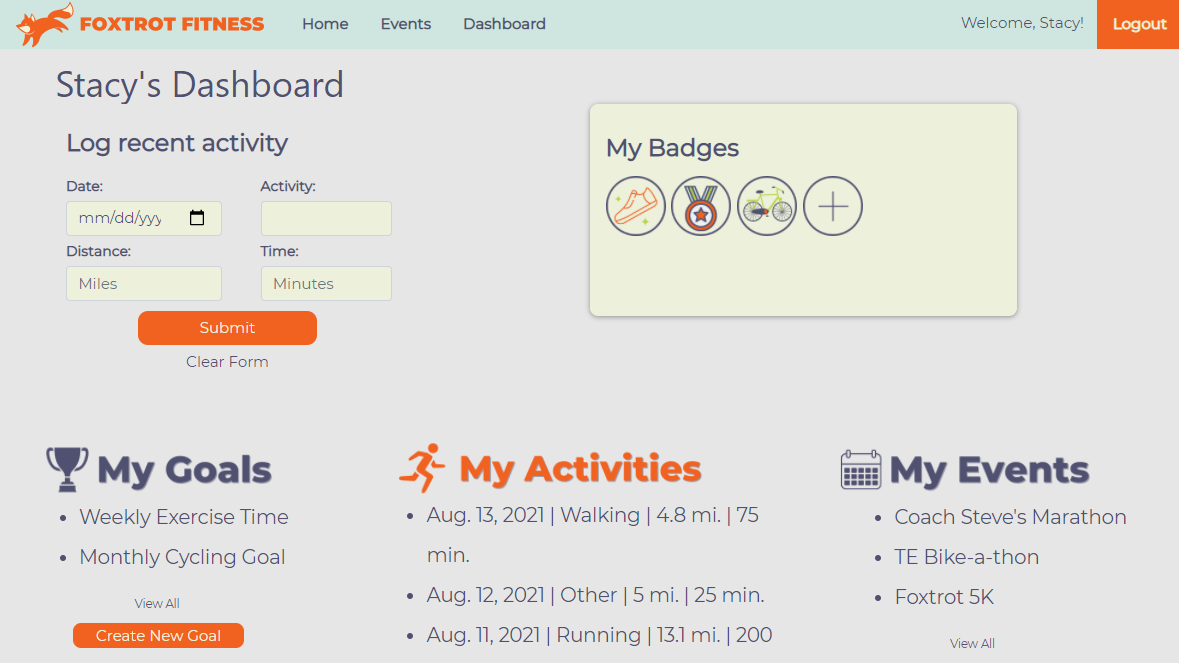 FOXTROT FITNESS
Home Events Dashboard
Welcome, Stacy!
Logout
Stacy's Dashboard
Log recent activity
Date: Activity:
mm/dd/yyy
Distance: Time:
Miles Minutes
Submit
Clear Form
My Badges
My Goals
• Weekly Exercise Time
• Monthly Cycling Goal
View All
Create New Goal
My Activities
• Aug. 13, 2021 | Walking | 4.8 mi. | 75
min.
• Aug. 12, 2021 | Other | 5 mi. | 25 min.
• Aug. 11, 2021 | Running | 13.1 mi. | 200
My Events
• Coach Steve's Marathon
• TE Bike-a-thon
• Foxtrot 5K
View All